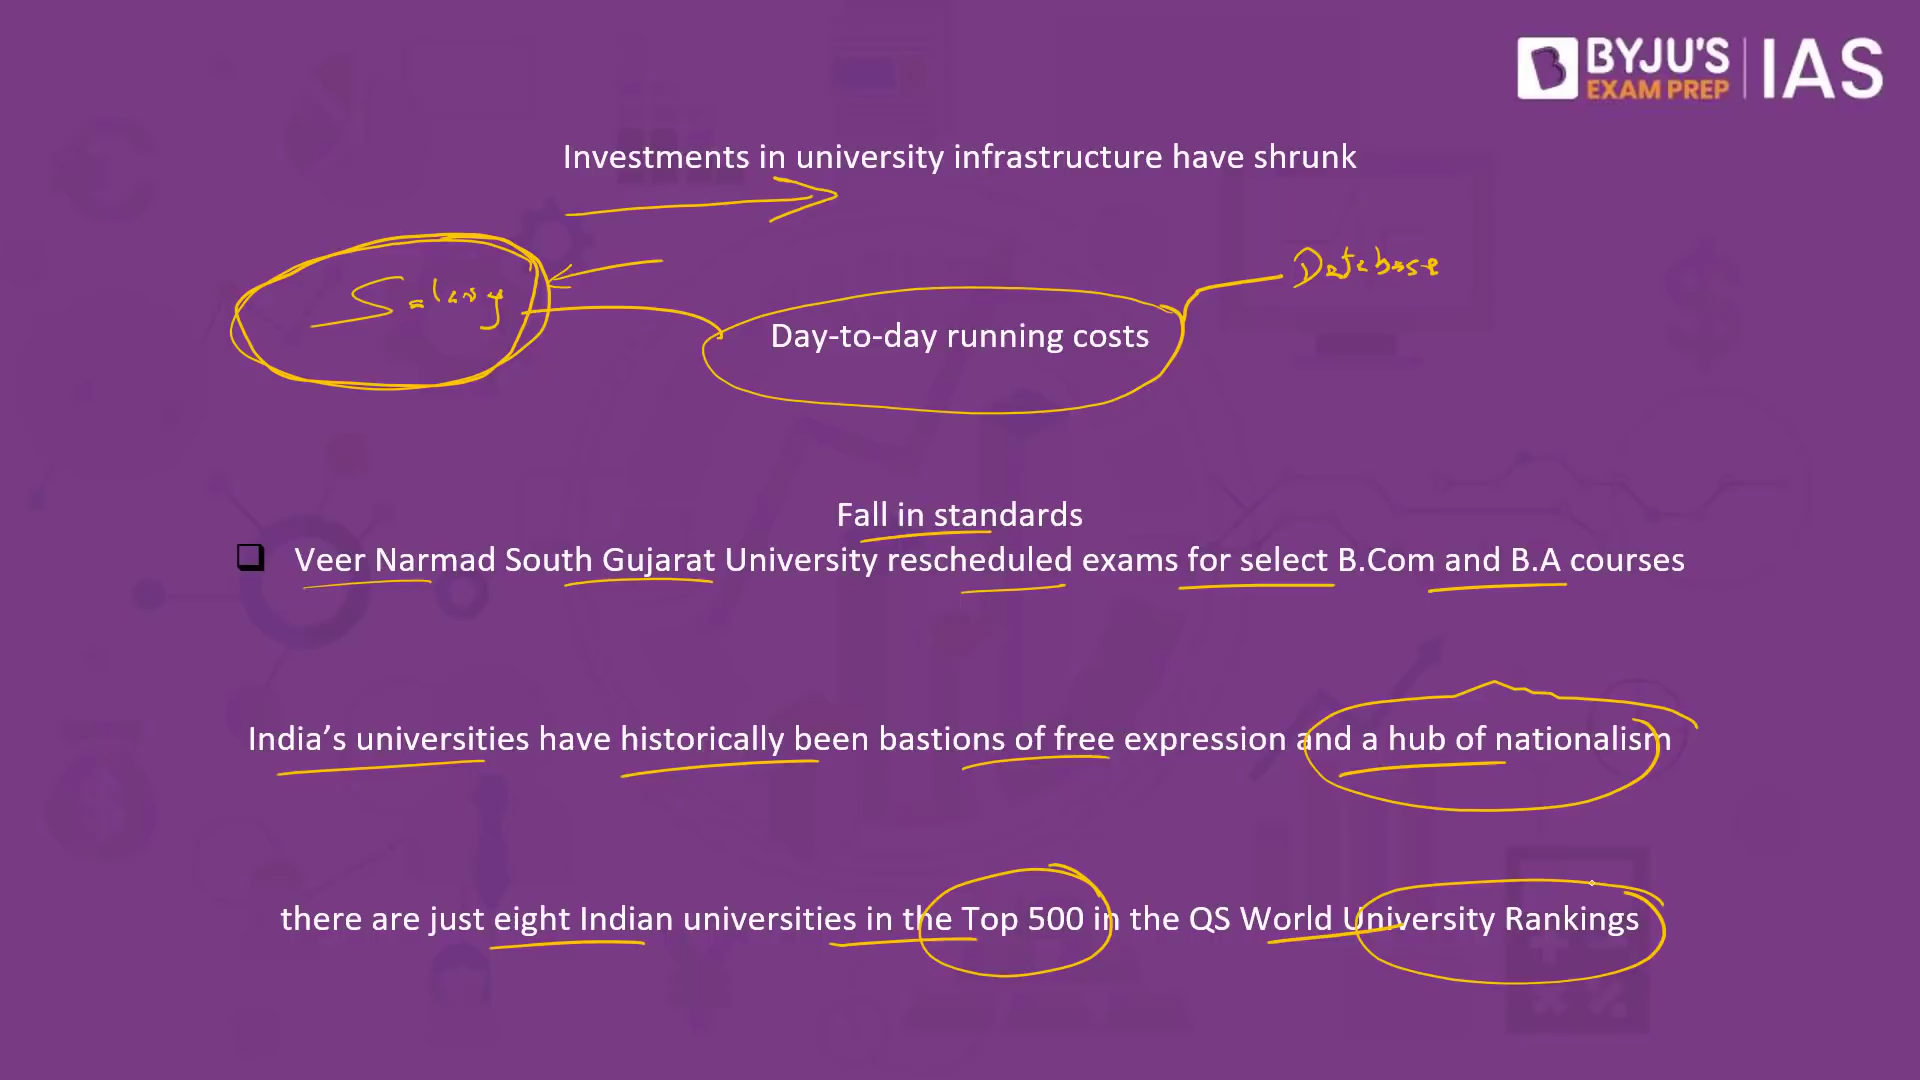 BYJU'S
EXAM PREP
IAS
Investments in university infrastructure have shrunk
Salary
Database
Day-to-day running costs
Fall in standards
Veer Narmad South Gujarat University rescheduled exams for select B.Com and B.A courses
India’s universities have historically been bastions of free expression and a hub of nationalism
there are just eight Indian universities in the Top 500 in the QS World University Rankings